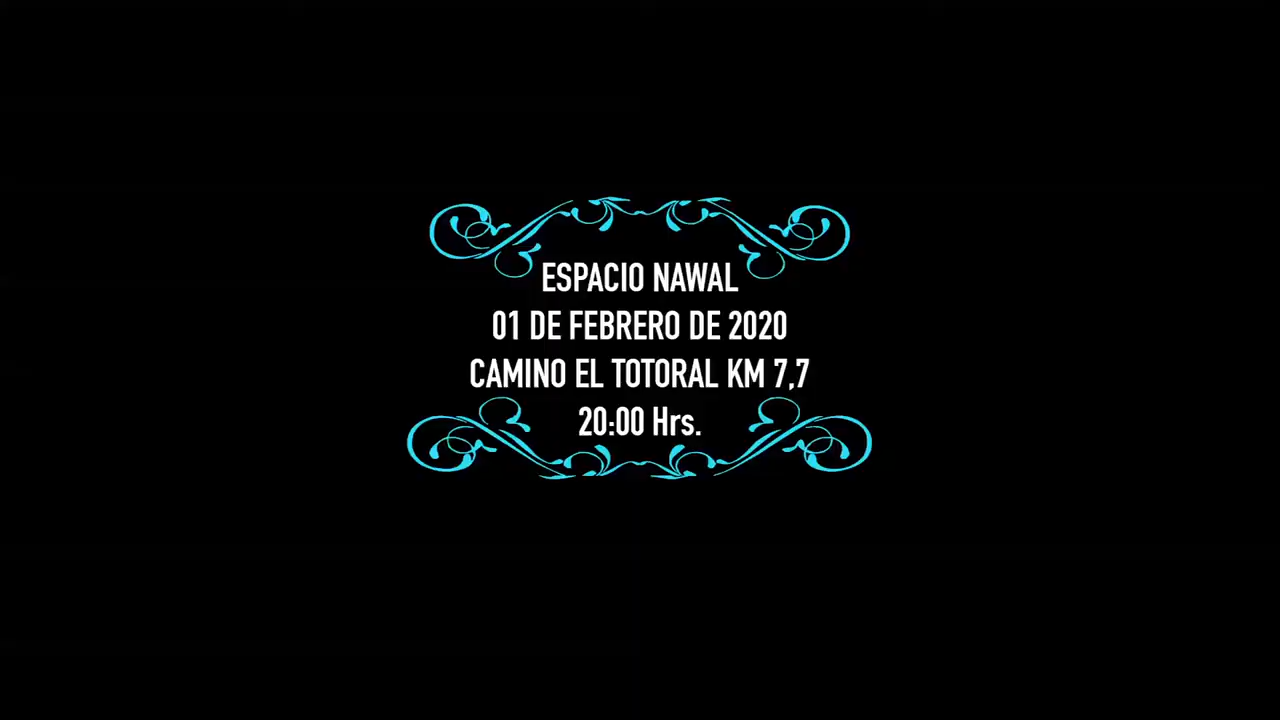 ESPACIO NAWAL
01 DE FEBRERO DE 2020
CAMINO EL TOTORAL KM 7,7
20:00 Hrs.